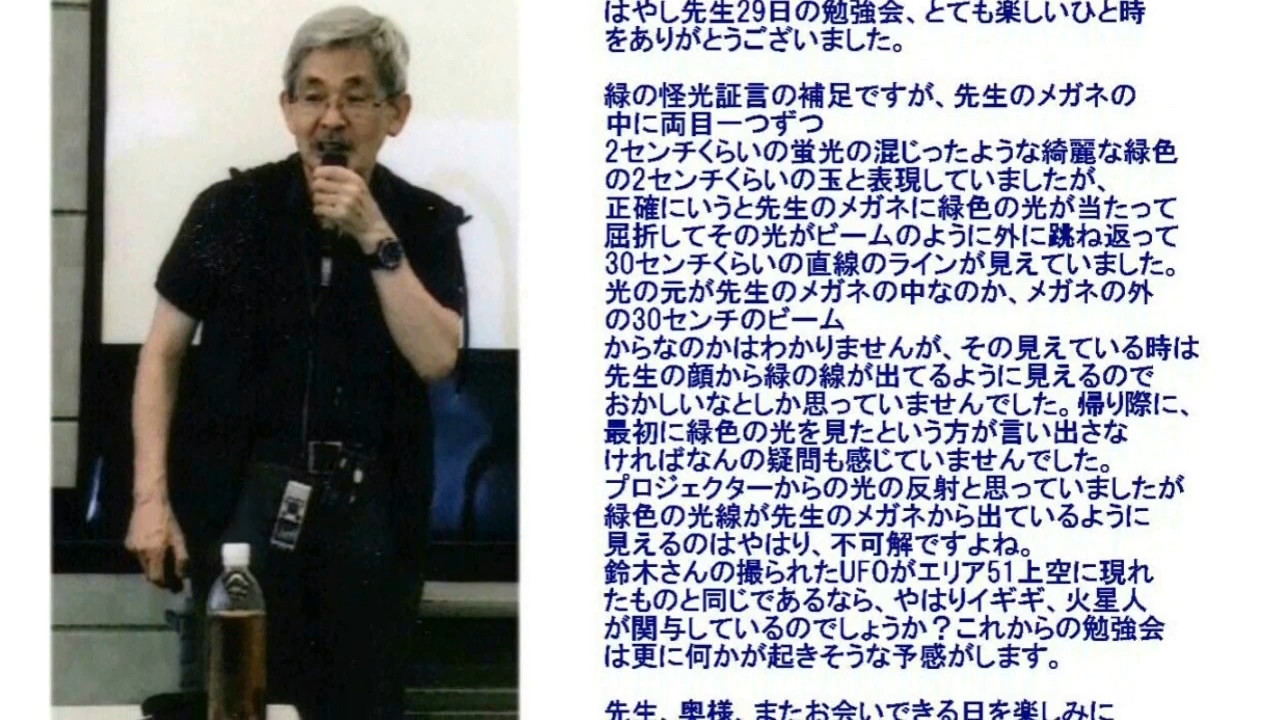 はやし先生29日の勉強会、とても楽しいひと時
をありがとうございました。
緑の怪光証言の補足ですが、先生のメガネの
中に両目一つずつ
2センチくらいの蛍光の混じったような綺麗な緑色
の2センチくらいの玉と表現していましたが、
正確にいうと先生のメガネに緑色の光が当たって
屈折してその光がビームのように外に跳ね返って
30センチくらいの直線のラインが見えていました。
光の元が先生のメガネの中なのか、メガネの外
の30センチのビーム
からなのかはわかりませんが、その見えている時は
先生の顔から緑の線が出てるように見えるので
おかしいなとしか思っていませんでした。帰り際に、
最初に緑色の光を見たという方が言い出さな
ければなんの疑問も感じていませんでした。
プロジェクターからの光の反射と思っていましたが
緑色の光線が先生のメガネから出ているように
見えるのはやはり、不可解ですよね。
鈴木さんの撮られたUFOがエリア51上空に現れ
たものと同じであるなら、やはりイギギ、火星人
が関与しているのでしょうか？これからの勉強会
は更に何かが起きそうな予感がします。
先生、奥様、またお会いできる日を楽しみに